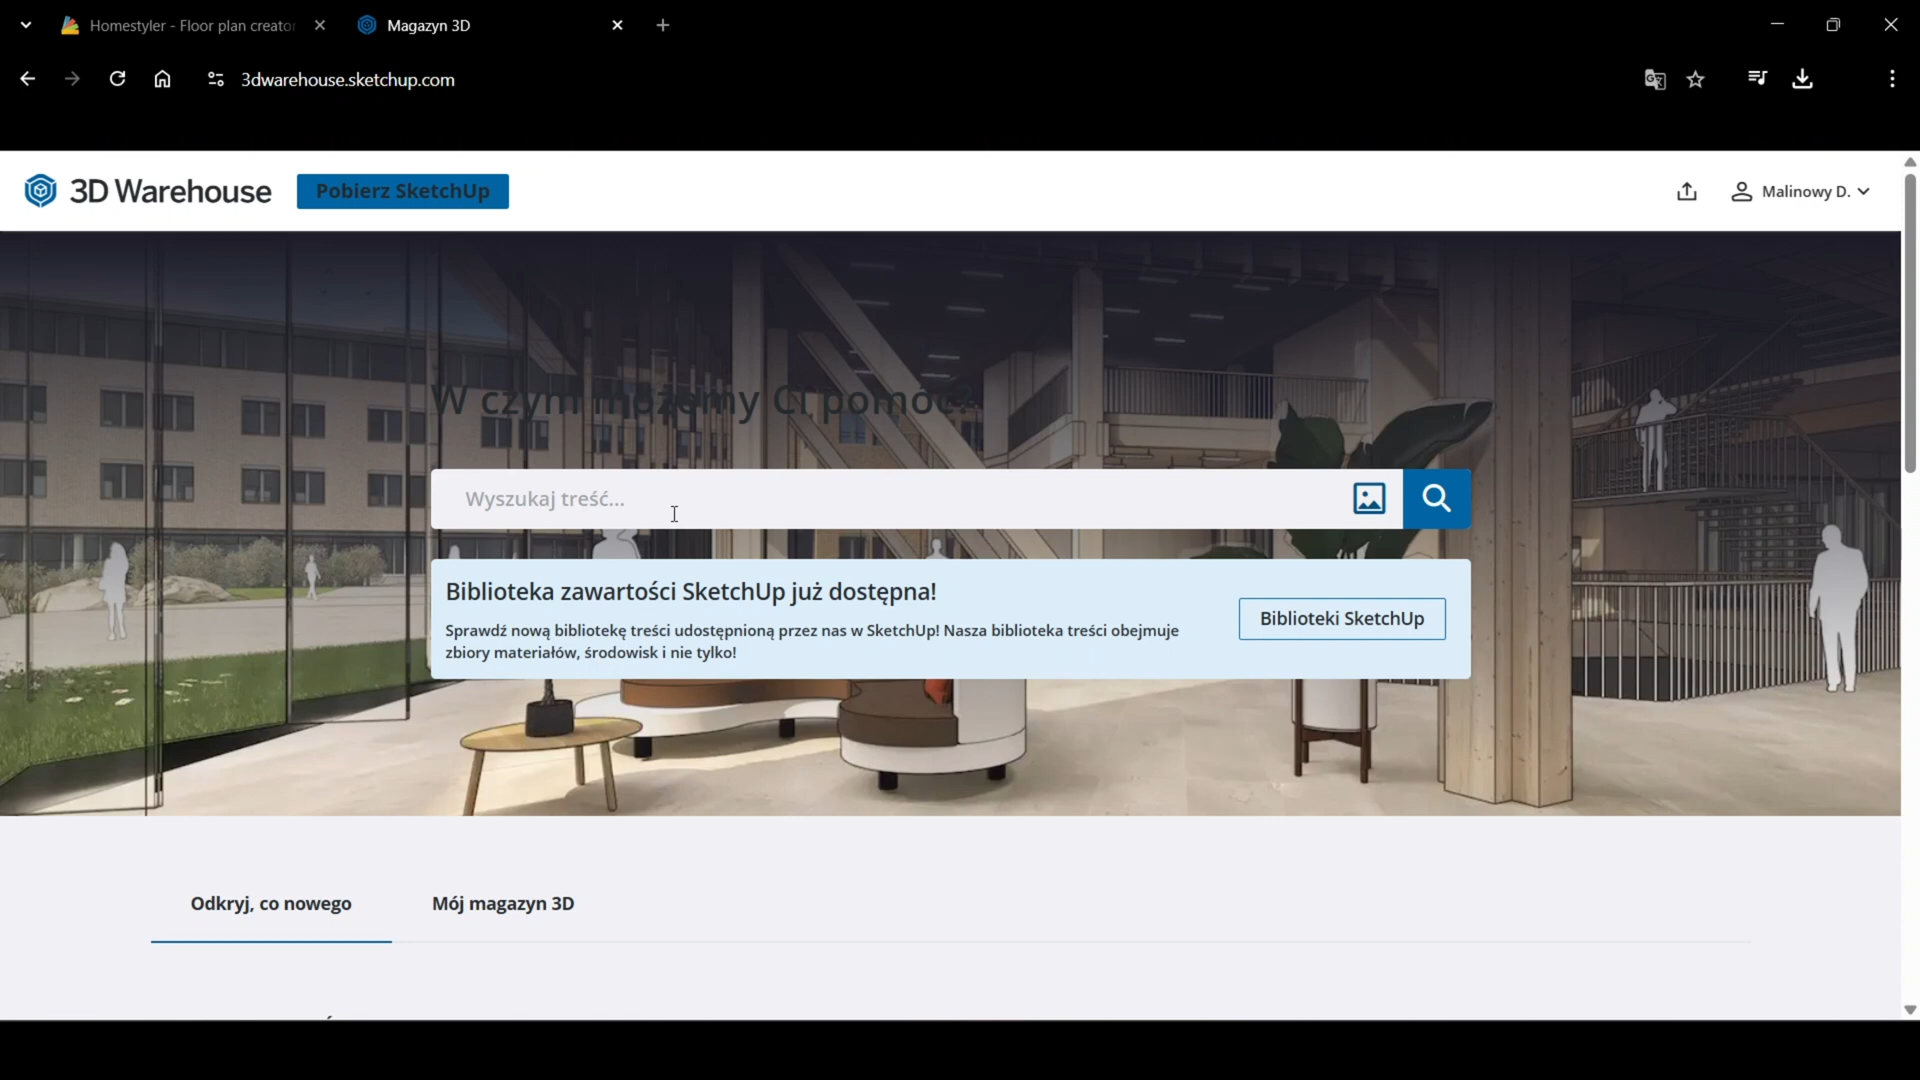 Homestyler - Floor plan creator
Magazyn 3D
3dwarehouse.sketchup.com
3D Warehouse
Pobierz SketchUp
Malinowy D.
W czym możemy Ci pomóc?
Wyszukaj treść...
Biblioteka zawartości SketchUp już dostępna!
Sprawdź nową bibliotekę treści udostępnioną przez nas w SketchUp! Nasza biblioteka treści obejmuje
zbiory materiałów, środowisk i nie tylko!
Biblioteki SketchUp
Odkryj, co nowego
Mój magazyn 3D